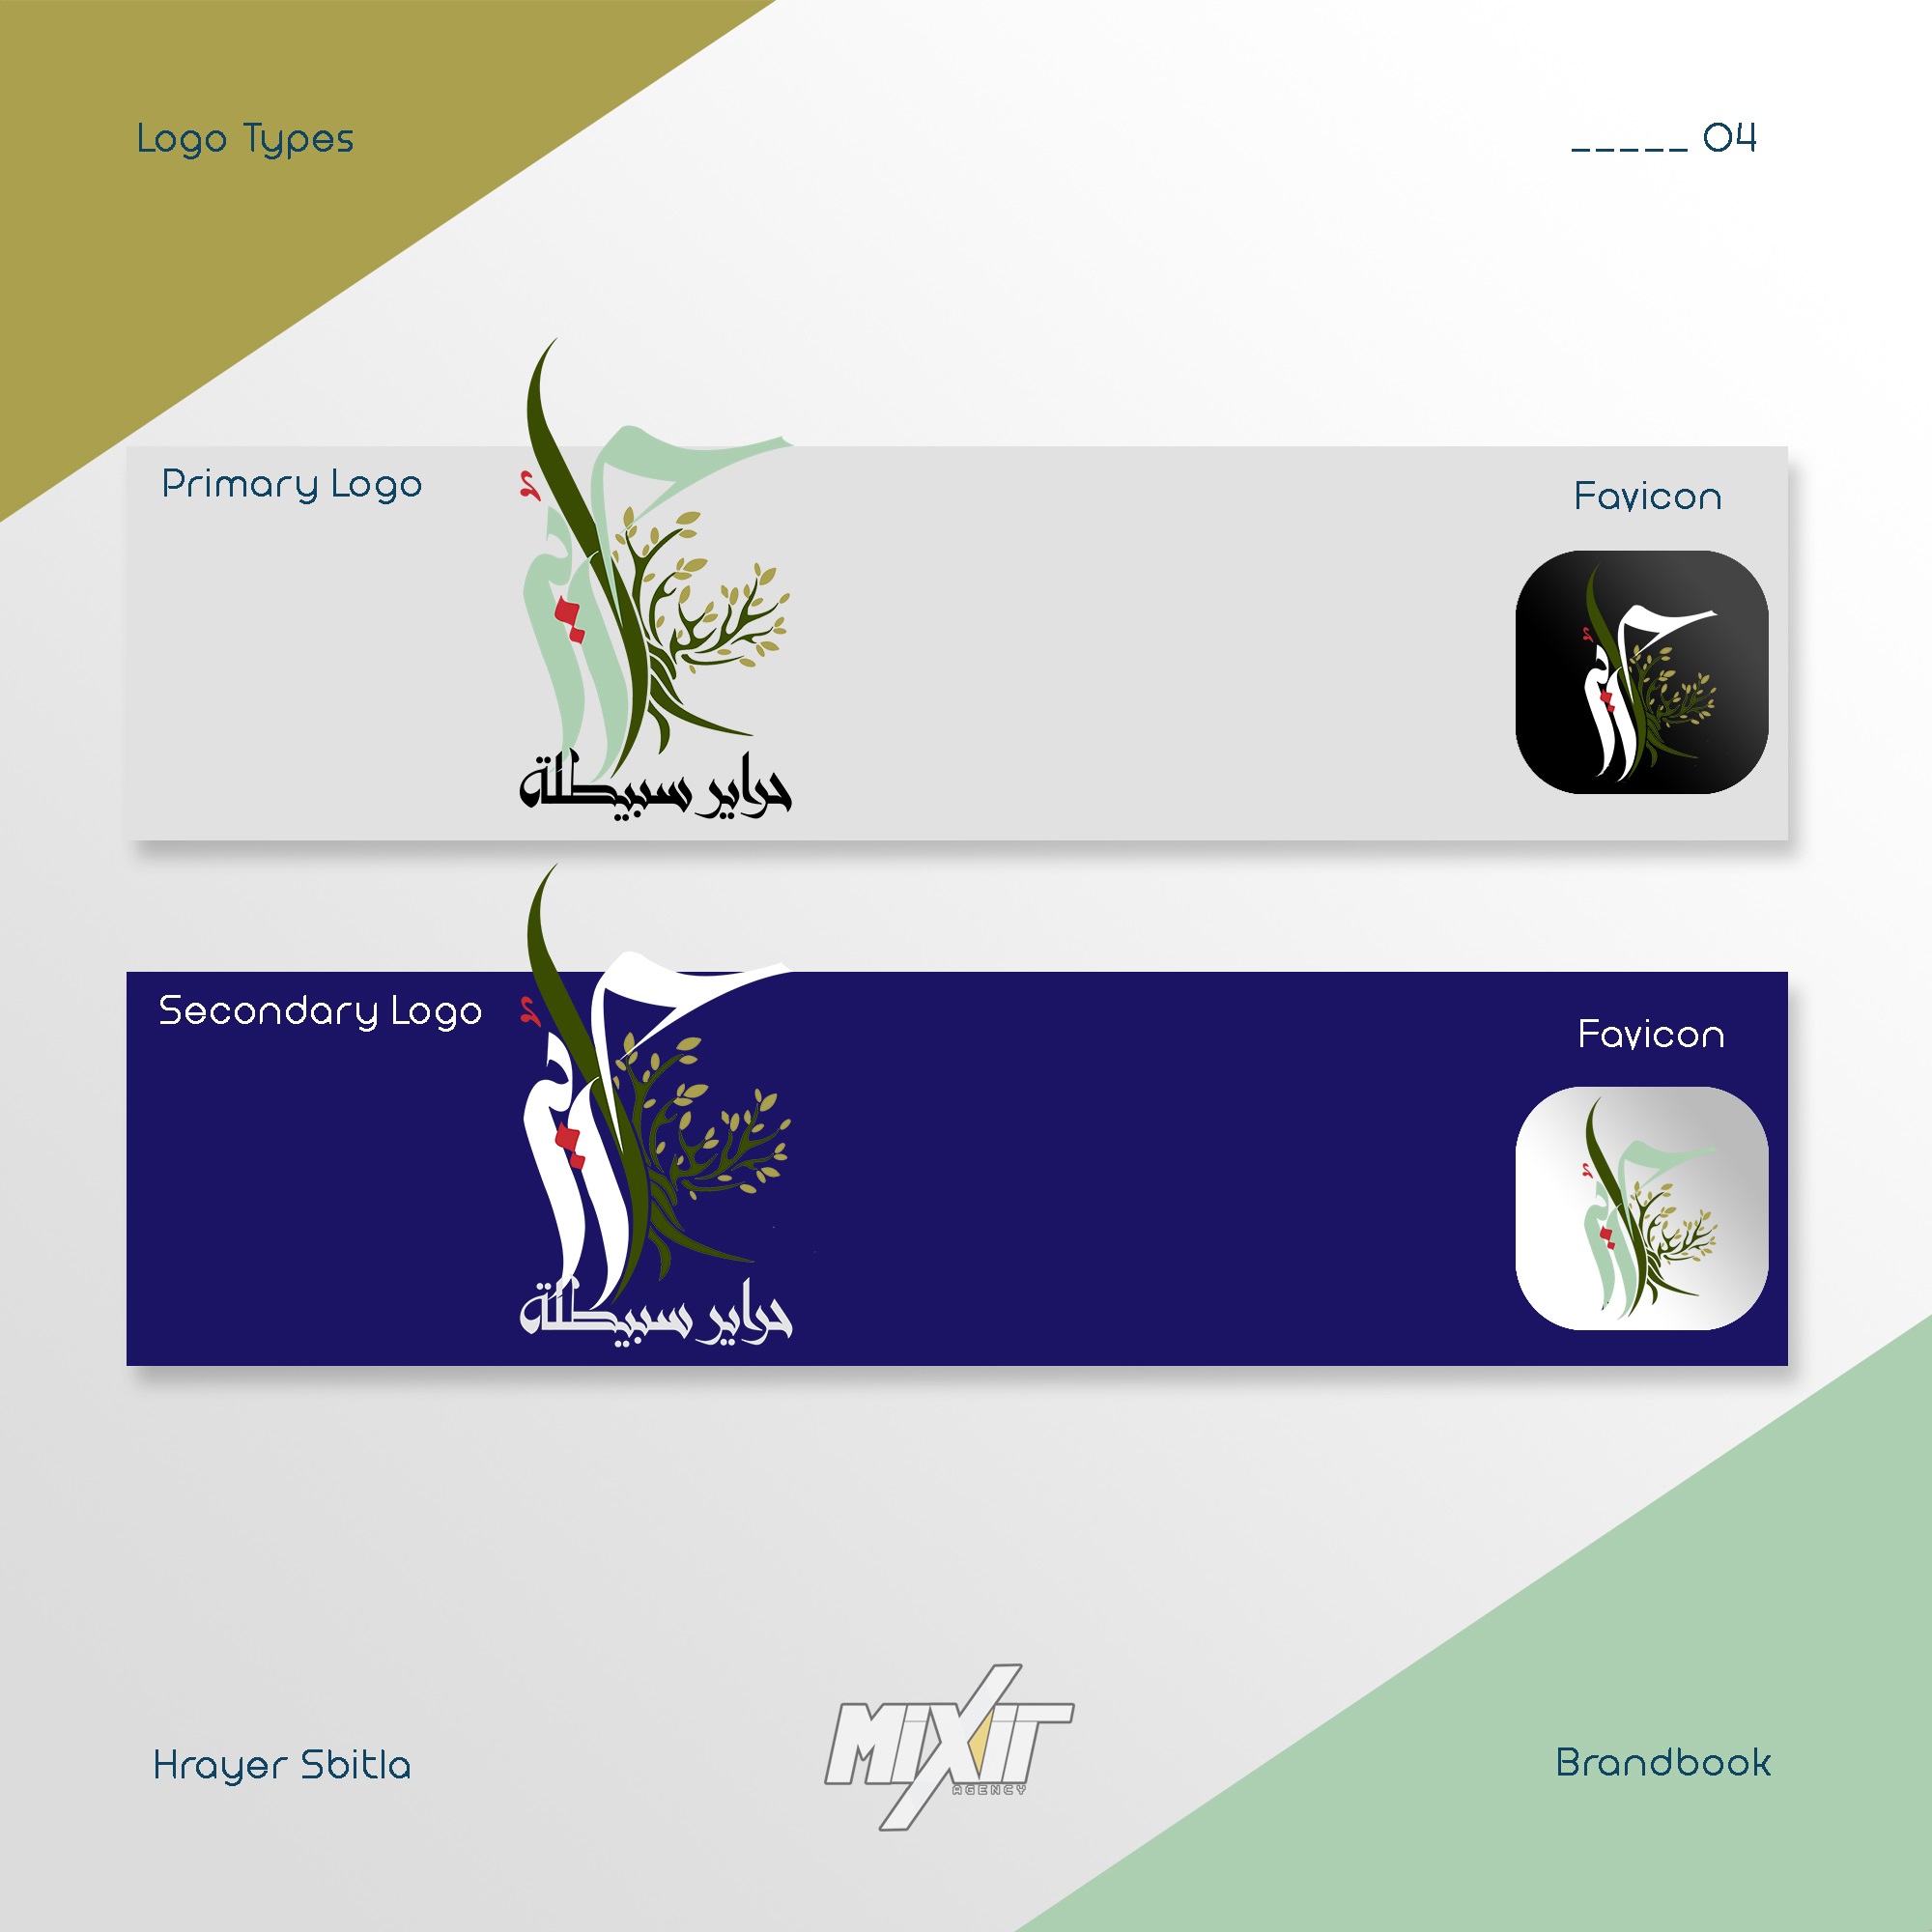 Logo Types
_____ 04
Primary Logo
Favicon
حراير سبيطلة
Secondary Logo
Favicon
حراير سبيطلة
Hrayer Sbitla
MIXIT
AGENCY
Brandbook